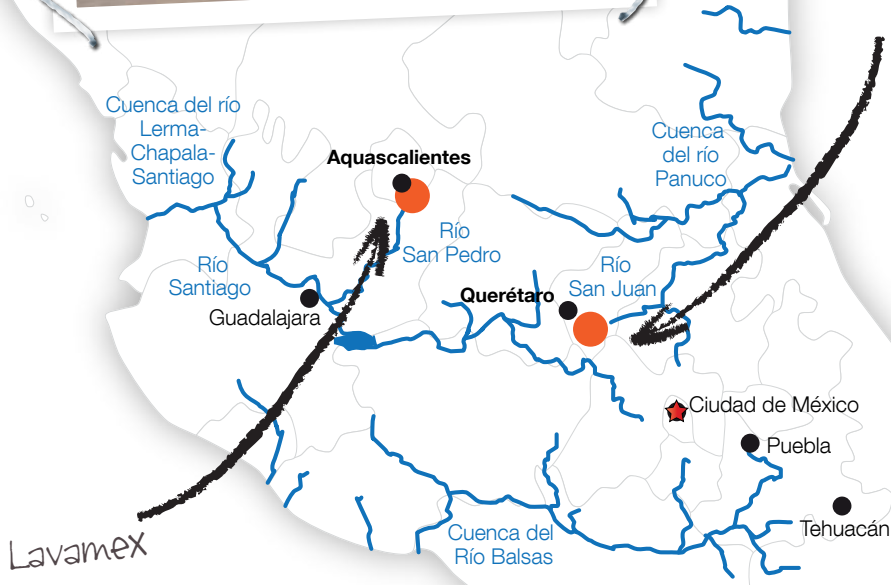 Cuenca del río
Lerma-
Chapala-
Santiago
Aquascalientes
Cuenca
del río
Panuco
Río
San Pedro
Río
Santiago
Guadalajara
Querétaro
Río
San Juan
Ciudad de México
Puebla
Tehuacán
Cuenca del
Río Balsas
Lavamex